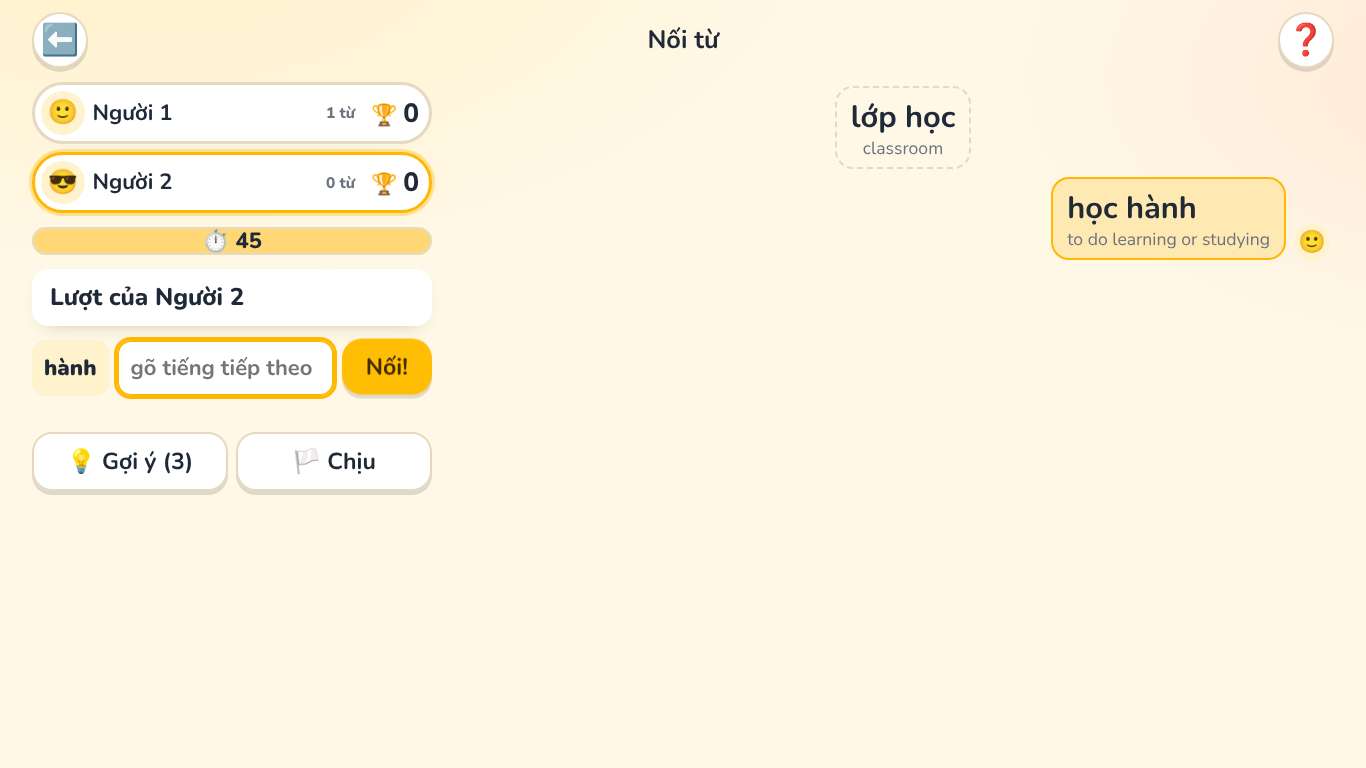 Nối từ
Người 1 1 từ 0
Người 2 0 từ 0
45
Lượt của Người 2
hành gõ tiếng tiếp theo Nối!
Gợi ý (3) Chịu
lớp học
classroom
học hành
to do learning or studying